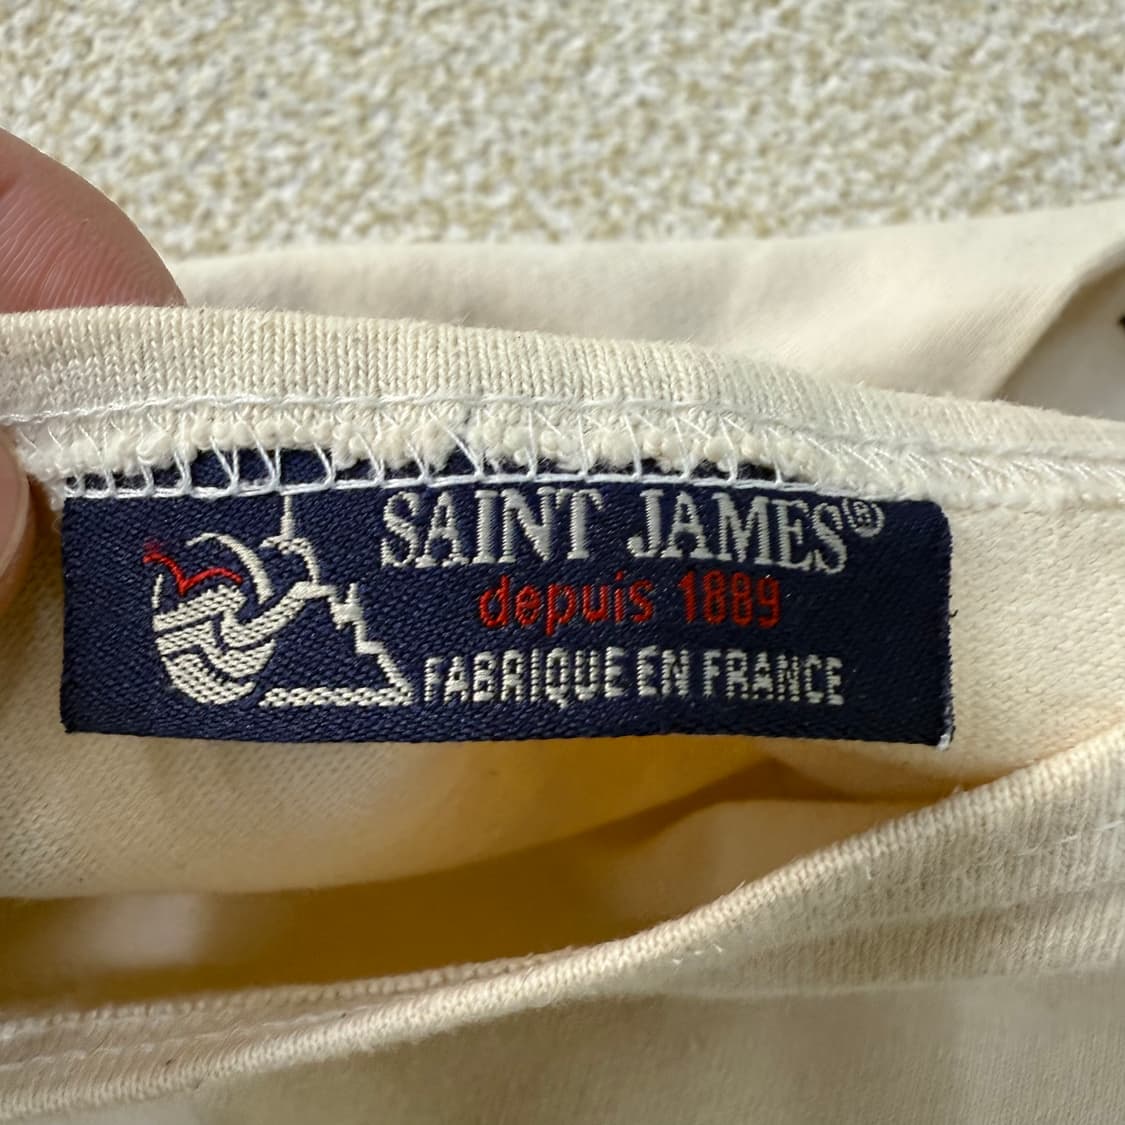 SAINT JAMES®
depuis 1889
FABRIQUE EN FRANCE